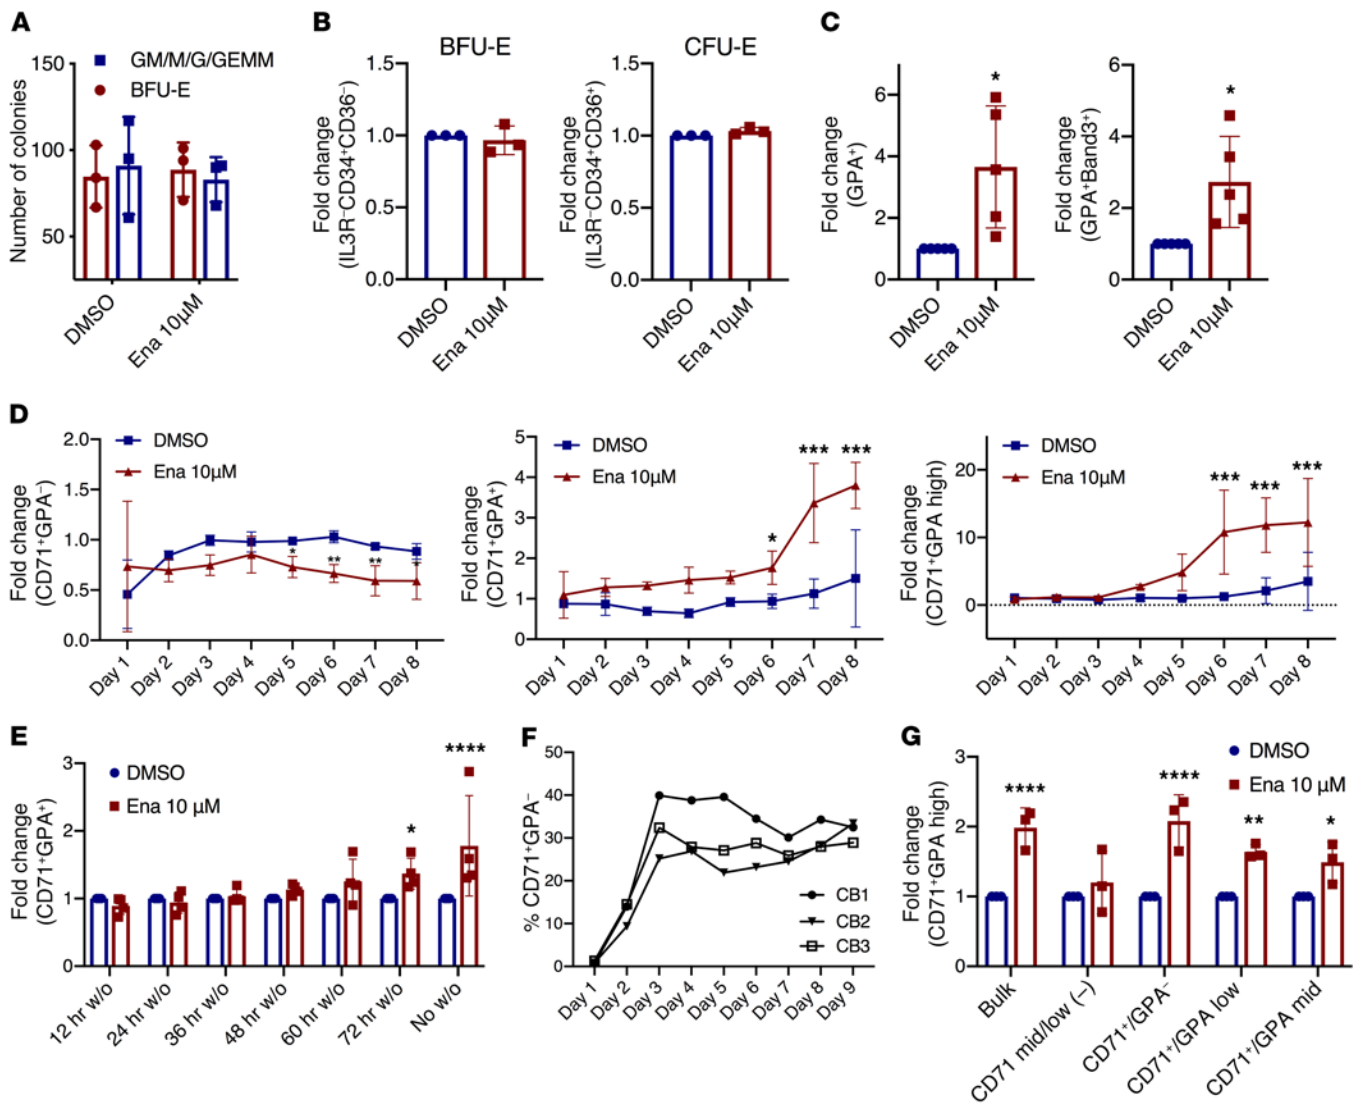 A
GM/M/G/GEMM
BFU-E
Number of colonies
150
100
50
DMSO
Ena 10μM
B
BFU-E
Fold change
(IL3R⁻CD34⁺CD36⁻)
1.5
1.0
0.5
0.0
DMSO
Ena 10μM
CFU-E
Fold change
(IL3R⁻CD34⁺CD36⁺)
1.5
1.0
0.5
0.0
DMSO
Ena 10μM
C
Fold change
(GPA⁺)
6
4
2
0
*
DMSO
Ena 10μM
Fold change
(GPA⁺Band3⁺)
6
4
2
0
*
DMSO
Ena 10μM
D
DMSO
Ena 10μM
Fold change
(CD71⁺GPA⁻)
2.0
1.5
1.0
0.5
0.0
* ** ** *
Day 1 Day 2 Day 3 Day 4 Day 5 Day 6 Day 7 Day 8
DMSO
Ena 10μM
Fold change
(CD71⁺GPA⁺)
5
4
3
2
1
0
* *** ***
Day 1 Day 2 Day 3 Day 4 Day 5 Day 6 Day 7 Day 8
DMSO
Ena 10μM
Fold change
(CD71⁺GPA high)
20
10
0
*** *** ***
Day 1 Day 2 Day 3 Day 4 Day 5 Day 6 Day 7 Day 8
E
DMSO
Ena 10 μM
Fold change
(CD71⁺GPA⁺)
3
2
1
0
* ****
12 hr w/o 24 hr w/o 36 hr w/o 48 hr w/o 60 hr w/o 72 hr w/o No w/o
F
% CD71⁺GPA⁻
50
40
30
20
10
0
CB1
CB2
CB3
Day 1 Day 2 Day 3 Day 4 Day 5 Day 6 Day 7 Day 8 Day 9
G
DMSO
Ena 10 μM
Fold change
(CD71⁺GPA high)
3
2
1
0
**** **** ** *
Bulk
CD71 mid/low (–)
CD71⁺/GPA⁻
CD71⁺/GPA low
CD71⁺/GPA mid